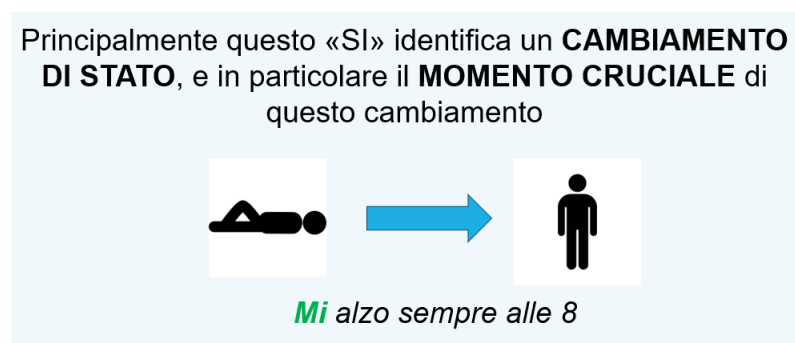 Principalmente questo «SI» identifica un CAMBIAMENTO
DI STATO, e in particolare il MOMENTO CRUCIALE di
questo cambiamento
Mi alzo sempre alle 8